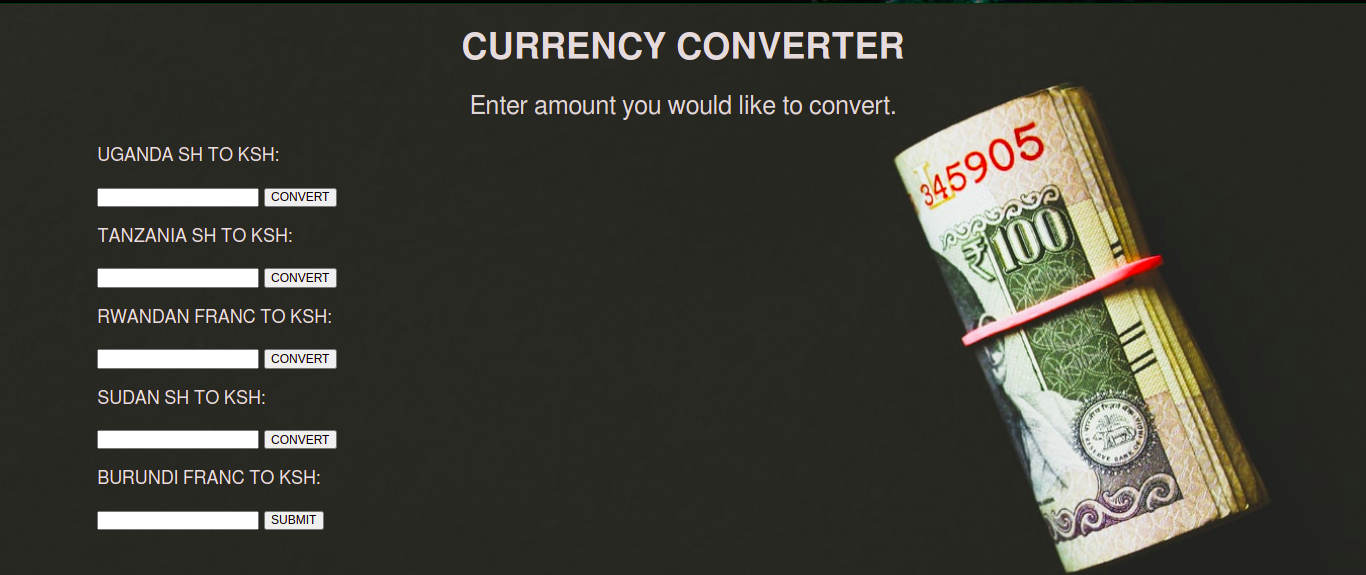 CURRENCY CONVERTER
Enter amount you would like to convert.
UGANDA SH TO KSH:
CONVERT
TANZANIA SH TO KSH:
CONVERT
RWANDAN FRANC TO KSH:
CONVERT
SUDAN SH TO KSH:
CONVERT
BURUNDI FRANC TO KSH:
SUBMIT
345905
₹100